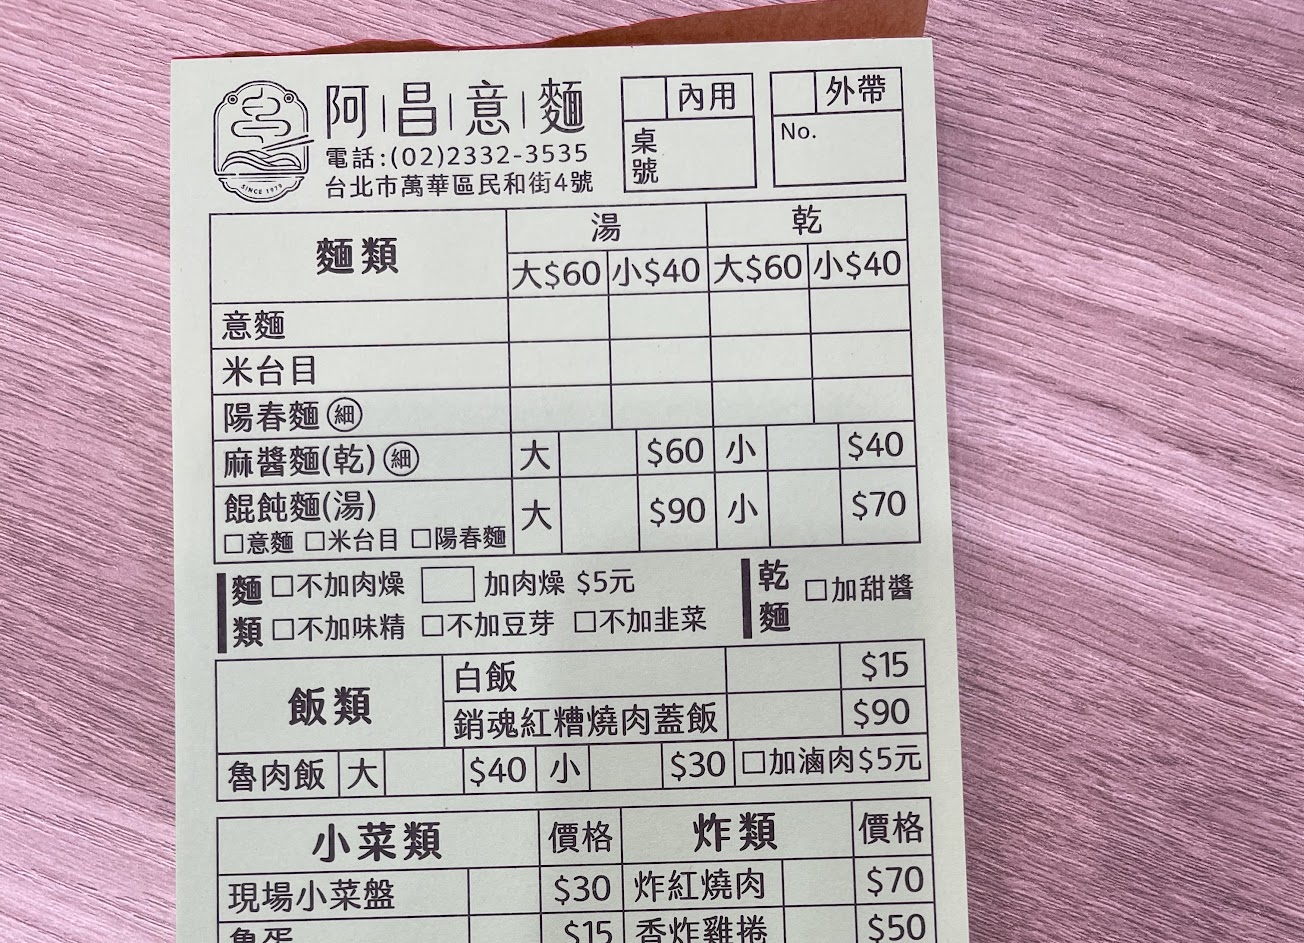 阿昌意麵
電話:(02)2332-3535
台北市萬華區民和街4號
SINCE 1979
內用
桌號
外帶
No.
麵類 湯 乾
大$60 小$40 大$60 小$40
意麵
米台目
陽春麵 細
麻醬麵(乾) 細 大 $60 小 $40
餛飩麵(湯) 大 $90 小 $70
□意麵 □米台目 □陽春麵
麵類 □不加肉燥 □ 加肉燥 $5元
□不加味精 □不加豆芽 □不加韭菜
乾麵 □加甜醬
飯類 白飯 $15
銷魂紅糟燒肉蓋飯 $90
魯肉飯 大 $40 小 $30 □加滷肉$5元
小菜類 價格 炸類 價格
現場小菜盤 $30 炸紅燒肉 $70
魯蛋 $15 香炸雞捲 $50